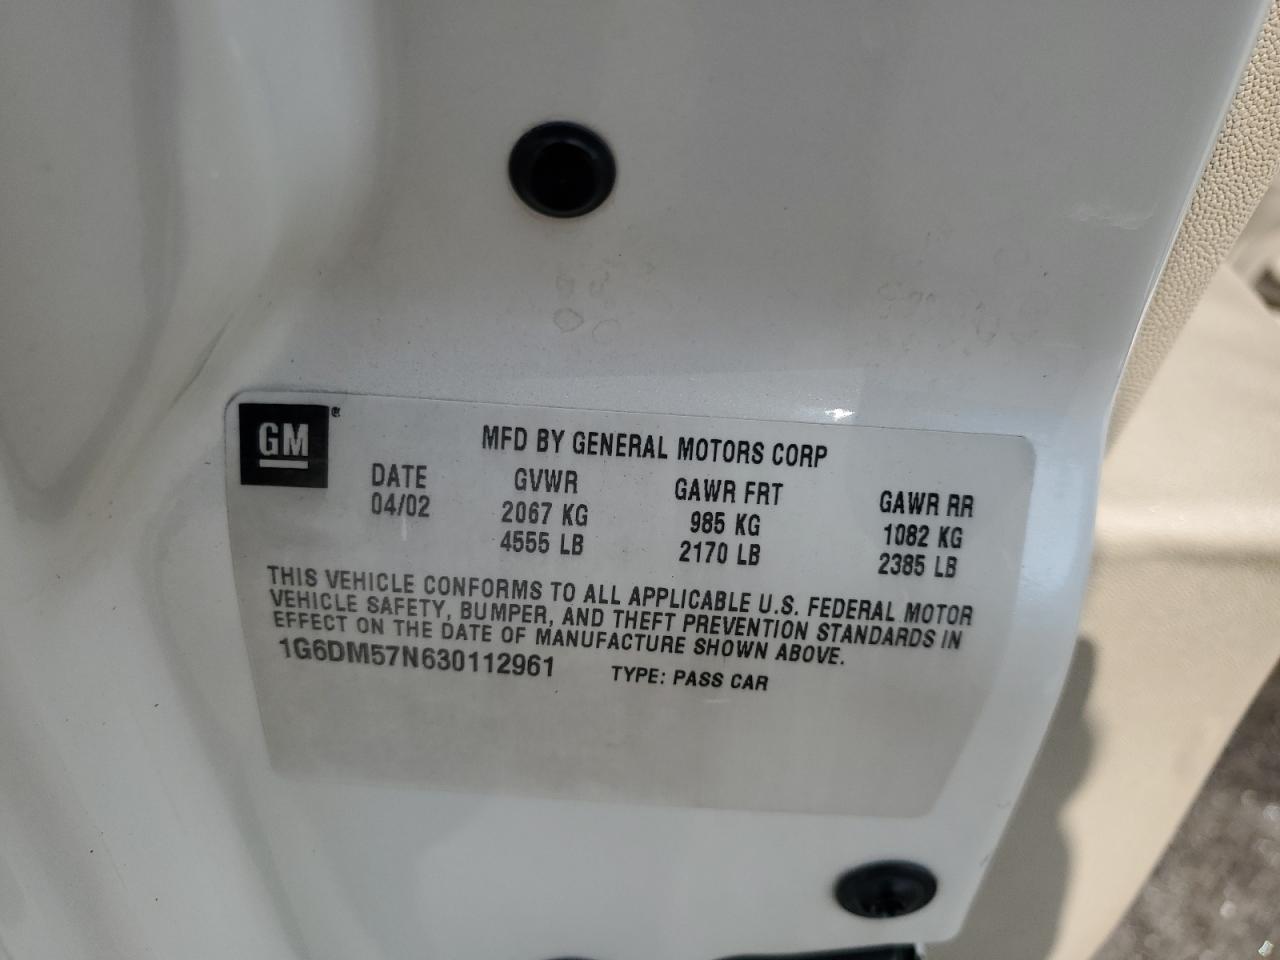 GM®
MFD BY GENERAL MOTORS CORP
DATE GVWR GAWR FRT GAWR RR
04/02 2067 KG 985 KG 1082 KG
4555 LB 2170 LB 2385 LB
THIS VEHICLE CONFORMS TO ALL APPLICABLE U.S. FEDERAL MOTOR
VEHICLE SAFETY, BUMPER, AND THEFT PREVENTION STANDARDS IN
EFFECT ON THE DATE OF MANUFACTURE SHOWN ABOVE.
1G6DM57N630112961 TYPE: PASS CAR